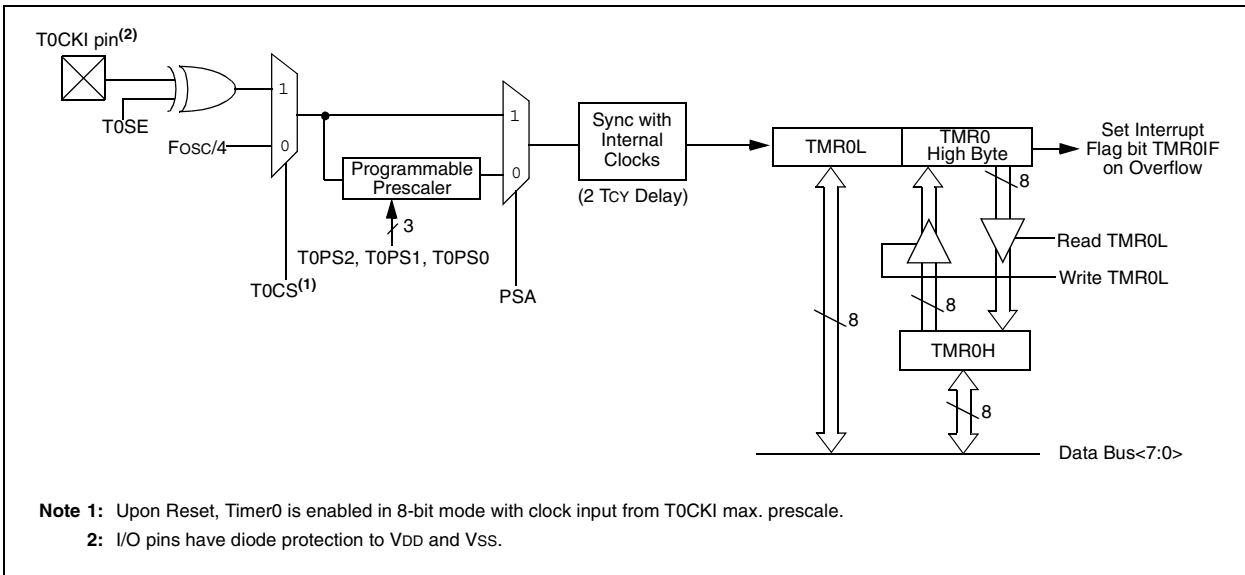 T0CKI pin(2)
T0SE
FOSC/4
1
0
T0CS(1)
Programmable
Prescaler
3
T0PS2, T0PS1, T0PS0
1
0
PSA
Sync with
Internal
Clocks
(2 TCY Delay)
TMR0L
TMR0
High Byte
Set Interrupt
Flag bit TMR0IF
on Overflow
8
Read TMR0L
Write TMR0L
8
8
TMR0H
8
Data Bus<7:0>
Note 1: Upon Reset, Timer0 is enabled in 8-bit mode with clock input from T0CKI max. prescale.
2: I/O pins have diode protection to VDD and VSS.